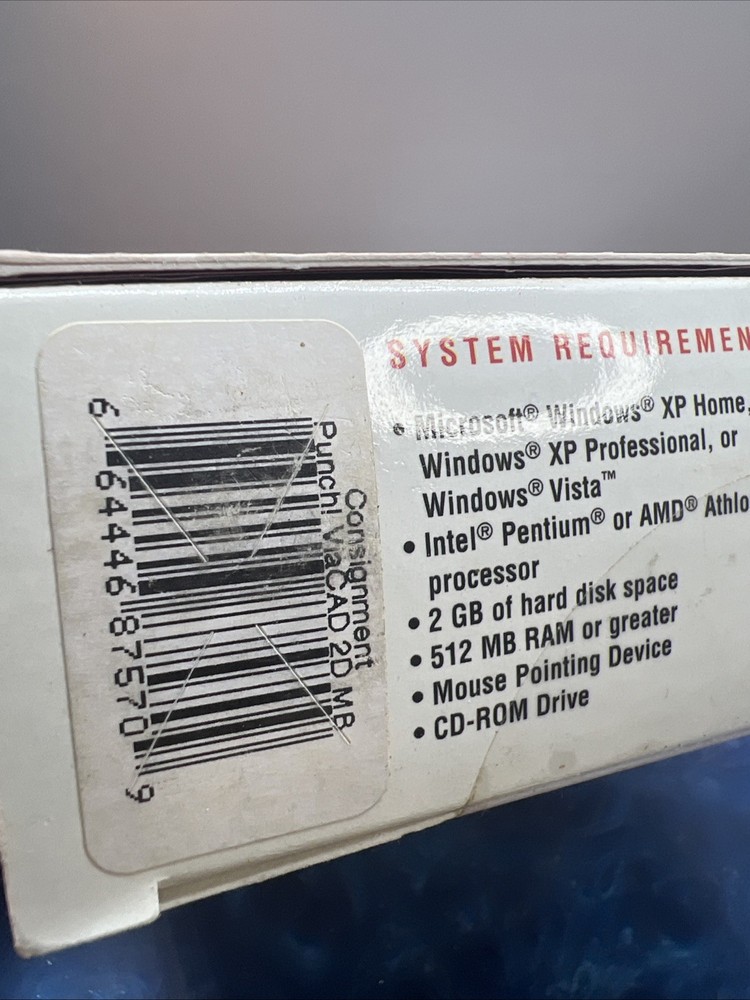 Consignment
Punch! ViaCAD 2D MB
6 64446 87570 9
SYSTEM REQUIREMEN
• Microsoft® Windows® XP Home,
Windows® XP Professional, or
Windows® Vista™
• Intel® Pentium® or AMD® Athlo
processor
• 2 GB of hard disk space
• 512 MB RAM or greater
• Mouse Pointing Device
• CD-ROM Drive